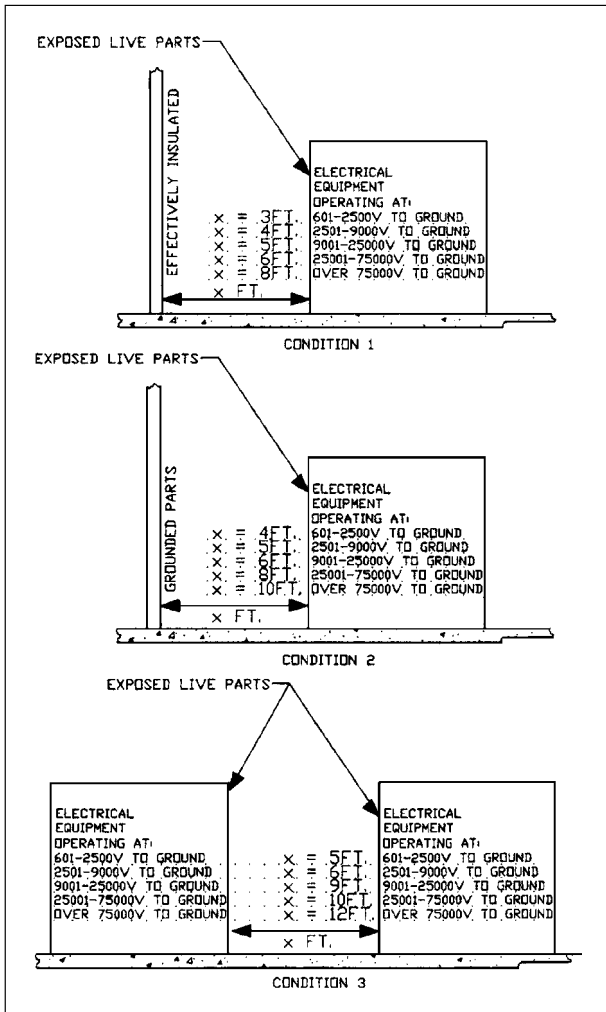 EXPOSED LIVE PARTS
EFFECTIVELY INSULATED
ELECTRICAL
EQUIPMENT
OPERATING AT:
X = 3FT. 601-2500V TO GROUND
X = 4FT. 2501-9000V TO GROUND
X = 5FT. 9001-25000V TO GROUND
X = 6FT. 25001-75000V TO GROUND
X = 8FT. OVER 75000V TO GROUND
X FT.
CONDITION 1
EXPOSED LIVE PARTS
GROUNDED PARTS
ELECTRICAL
EQUIPMENT
OPERATING AT:
X = 4FT. 601-2500V TO GROUND
X = 5FT. 2501-9000V TO GROUND
X = 6FT. 9001-25000V TO GROUND
X = 8FT. 25001-75000V TO GROUND
X = 10FT. OVER 75000V TO GROUND
X FT.
CONDITION 2
EXPOSED LIVE PARTS
ELECTRICAL
EQUIPMENT
OPERATING AT:
601-2500V TO GROUND
2501-9000V TO GROUND
9001-25000V TO GROUND
25001-75000V TO GROUND
OVER 75000V TO GROUND
X = 5FT.
X = 6FT.
X = 9FT.
X = 10FT.
X = 12FT.
X FT.
ELECTRICAL
EQUIPMENT
OPERATING AT:
601-2500V TO GROUND
2501-9000V TO GROUND
9001-25000V TO GROUND
25001-75000V TO GROUND
OVER 75000V TO GROUND
CONDITION 3